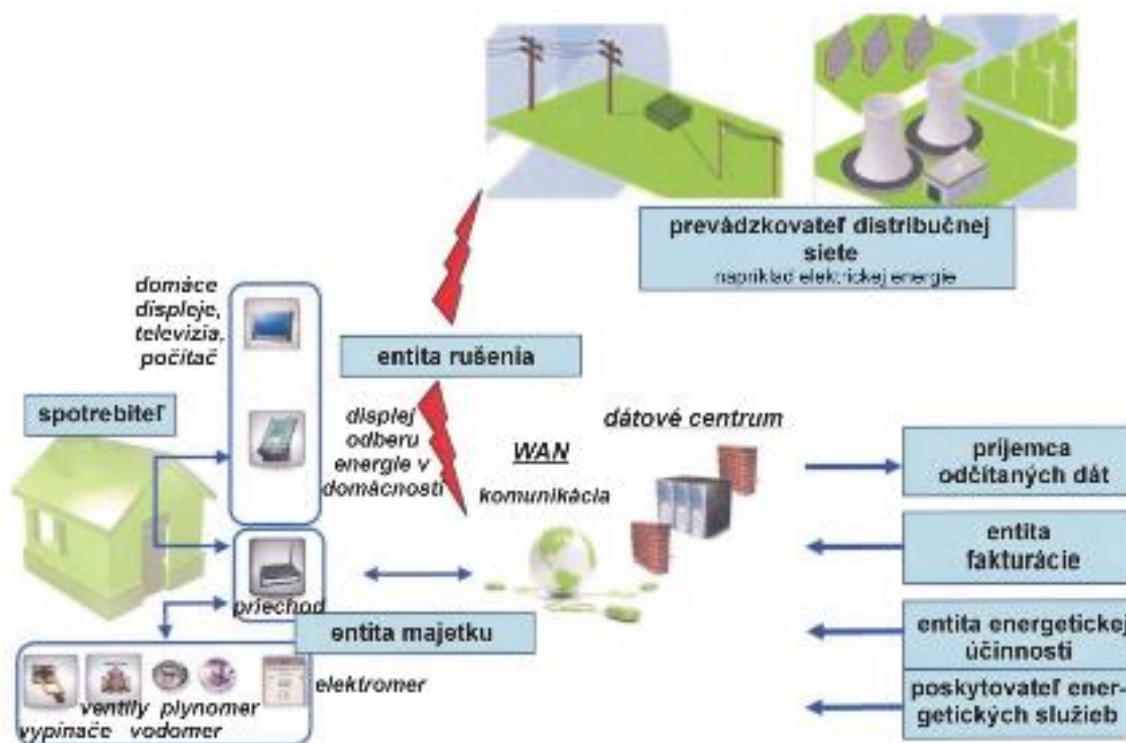 prevádzkovateľ distribučnej
siete
napríklad elektrickej energie
domáce
displeje,
televízia,
počítač
entita rušenia
spotrebiteľ
displej
odberu
energie v
domácnosti
WAN
komunikácia
dátové centrum
príjemca
odčítaných dát
entita
fakturácie
priechod
entita majetku
entita energetickej
účinnosti
elektromer
ventily plynomer
vypínače vodomer
poskytovateľ ener-
getických služieb